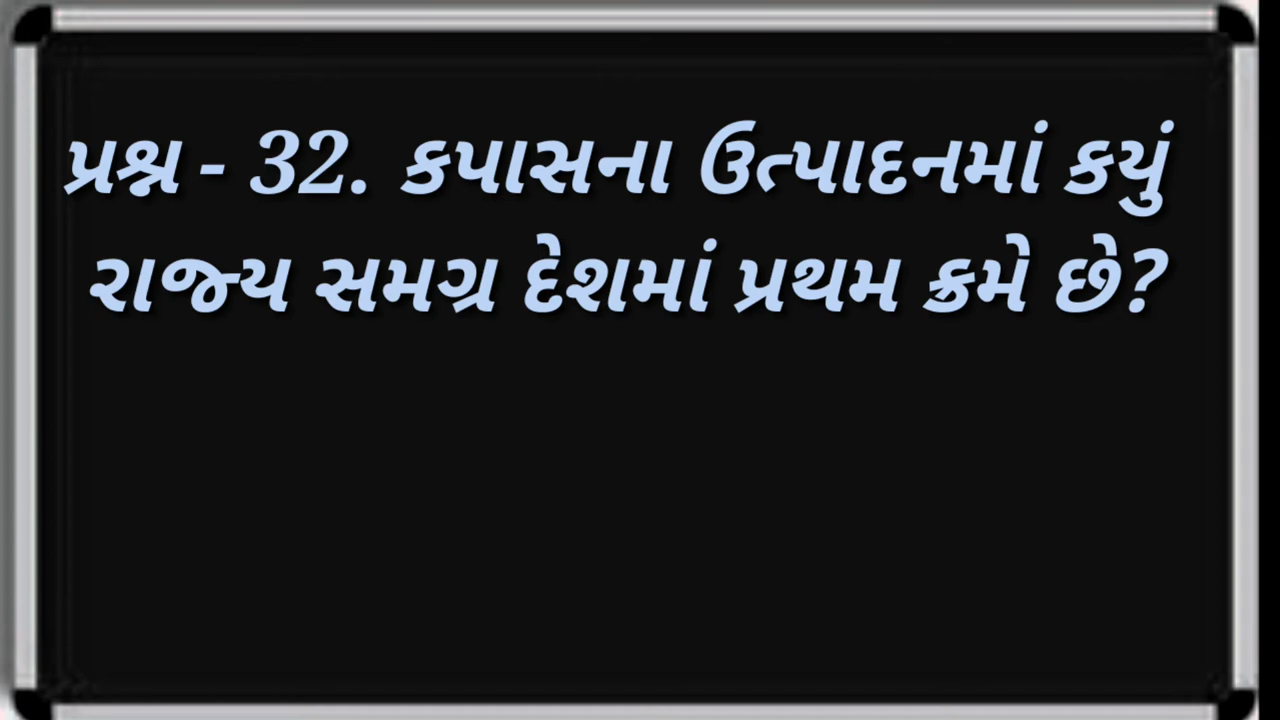 પ્રશ્ન - 32. કપાસના ઉત્પાદનમાં કયું
રાજ્ય સમગ્ર દેશમાં પ્રથમ ક્રમે છે?